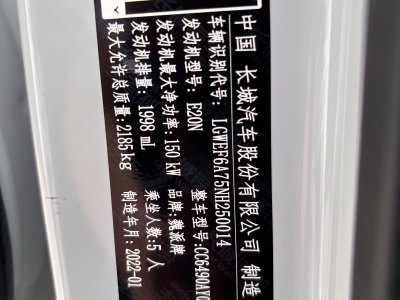 中国 长城汽车股份有限公司 制造
车辆识别代号: LGWEF6A75NH250014
发动机型号: E20N 整车型号:CC6490AY
发动机最大净功率: 150 kW 品牌: 魏派牌
发动机排量: 1998 mL 乘坐人数:5 人
最大允许总质量: 2185 kg 制造年月: 2022-01